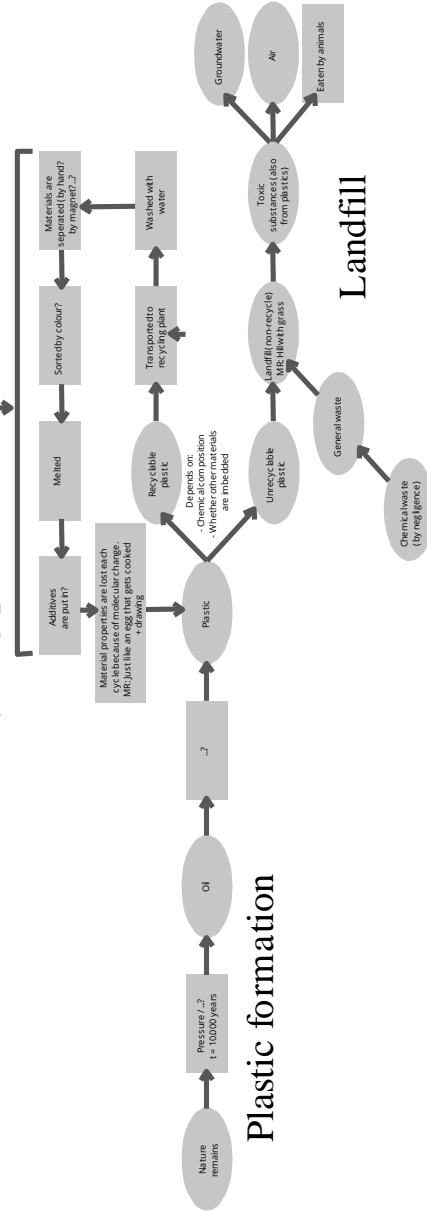 Nature
remains
Pressure / ...?
t = 10.000 years
Oil
...?
Plastic
Plastic formation
Depends on:
- Chemical composition
- Whether other materials
are imbedded
Recyclable
plastic
Transported to
recycling plant
Washed with
water
Materials are
seperated (by hand?
by magnet?...?
Sorted by colour?
Melted
Additives
are put in?
Material properties are lost each
cycle because of molecular change.
MR: Just like an egg that gets cooked
+ drawing
Unrecyclable
plastic
Landfill (non-recycle)
MR: Hill with grass
General waste
Chemical waste
(by negligence)
Toxic
substances (also
from plastics)
Groundwater
Air
Eaten by animals
Landfill